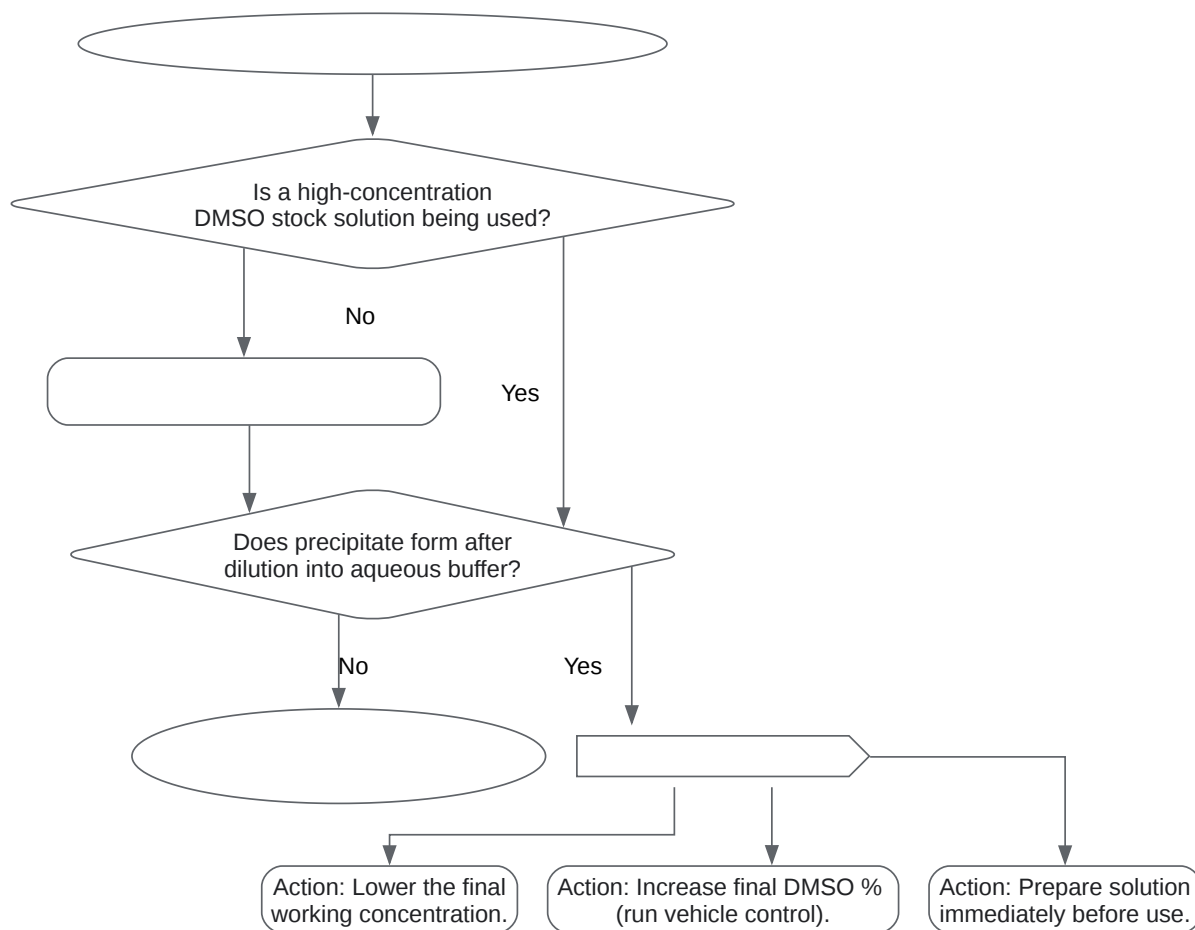 Is a high-concentration
DMSO stock solution being used?
No
Yes
Does precipitate form after
dilution into aqueous buffer?
No
Yes
Action: Lower the final
working concentration.
Action: Increase final DMSO %
(run vehicle control).
Action: Prepare solution
immediately before use.